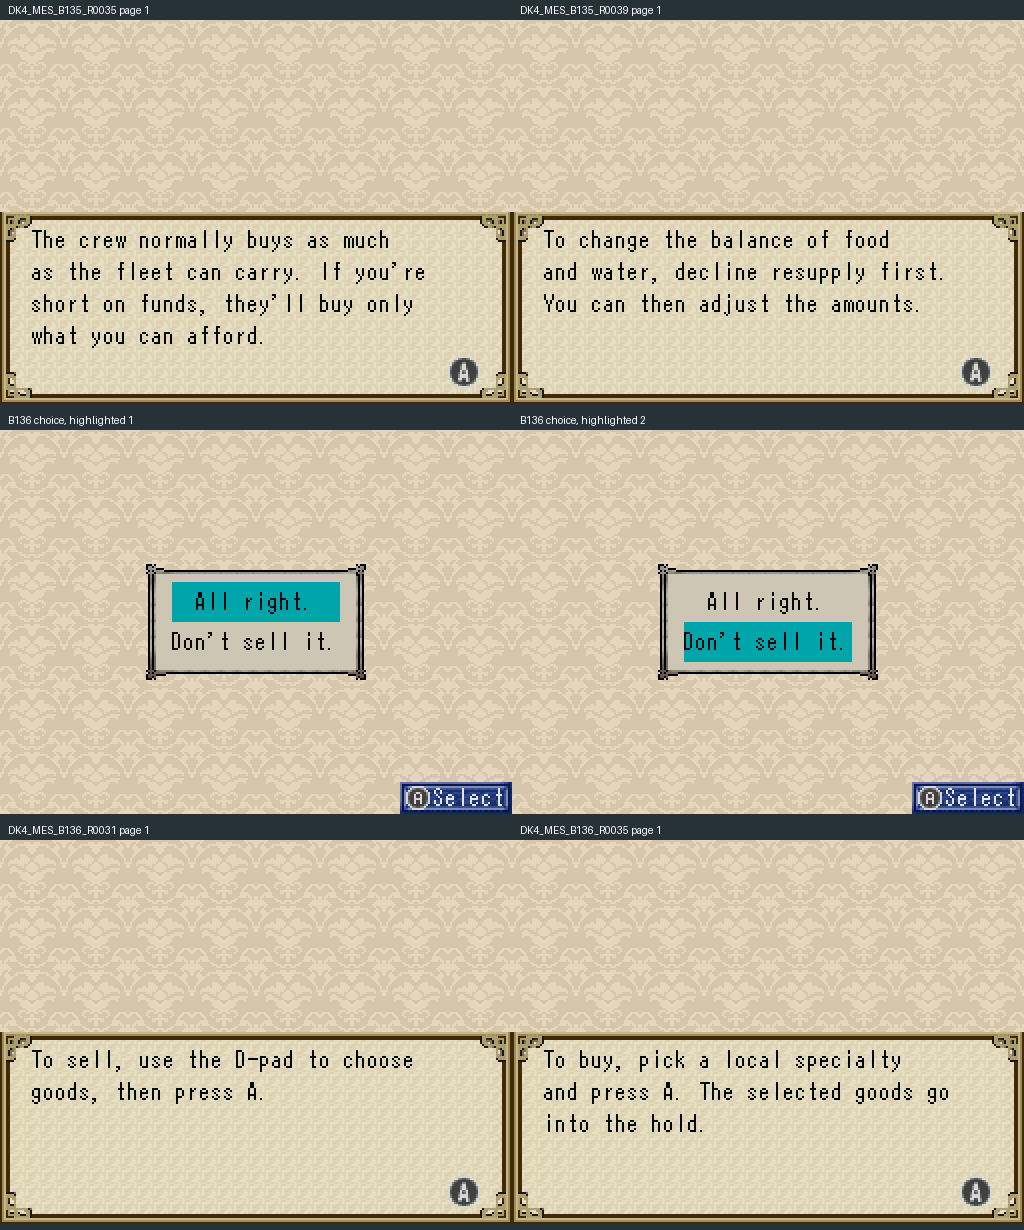 DK4_MES_B135_R0035 page 1
The crew normally buys as much
as the fleet can carry. If you're
short on funds, they'll buy only
what you can afford.
A
DK4_MES_B135_R0039 page 1
To change the balance of food
and water, decline resupply first.
You can then adjust the amounts.
A
B136 choice, highlighted 1
All right.
Don't sell it.
A Select
B136 choice, highlighted 2
All right.
Don't sell it.
A Select
DK4_MES_B136_R0031 page 1
To sell, use the D-pad to choose
goods, then press A.
A
DK4_MES_B136_R0035 page 1
To buy, pick a local specialty
and press A. The selected goods go
into the hold.
A